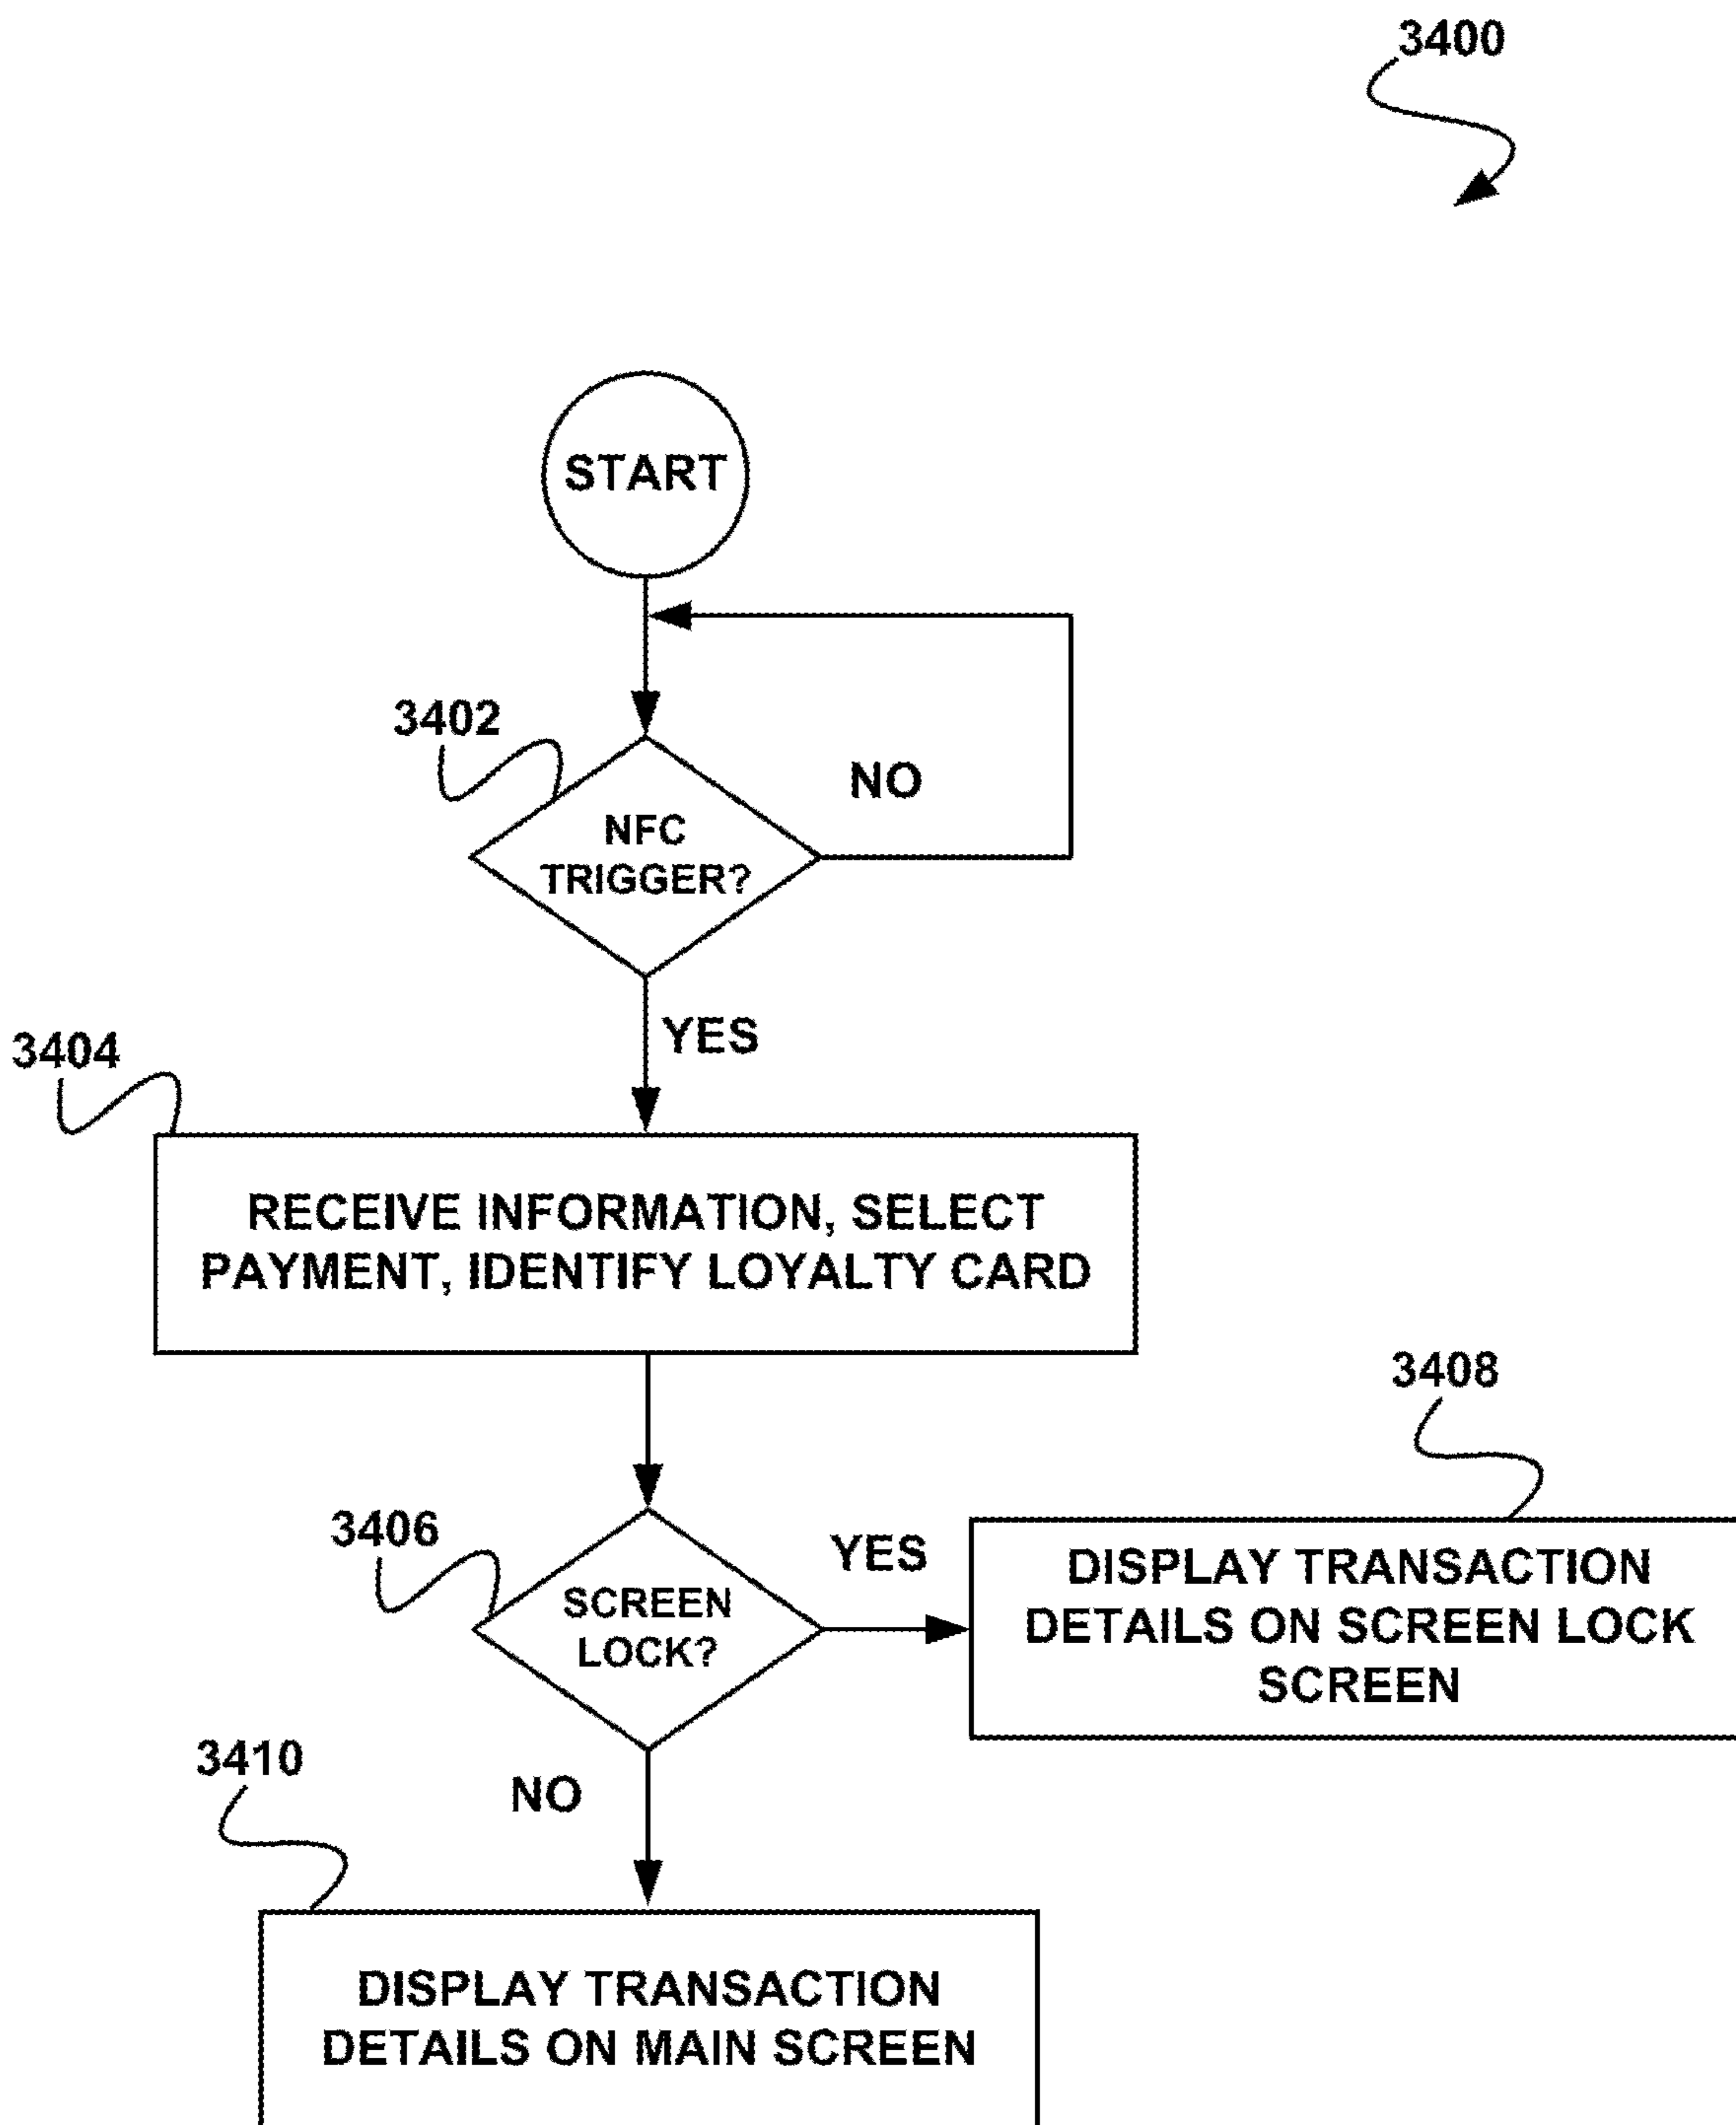 3400
START
3402
NO
NFC
TRIGGER?
YES
3404
RECEIVE INFORMATION, SELECT
PAYMENT, IDENTIFY LOYALTY CARD
3408
3406
YES
SCREEN
LOCK?
DISPLAY TRANSACTION
DETAILS ON SCREEN LOCK
SCREEN
3410
NO
DISPLAY TRANSACTION
DETAILS ON MAIN SCREEN